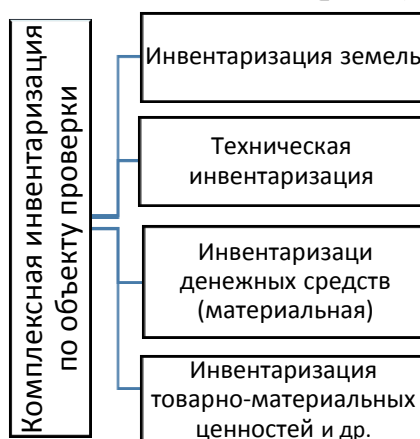 Комплексная инвентаризация
по объекту проверки
Инвентаризация земель
Техническая
инвентаризация
Инвентаризаци
денежных средств
(материальная)
Инвентаризация
товарно-материальных
ценностей и др.